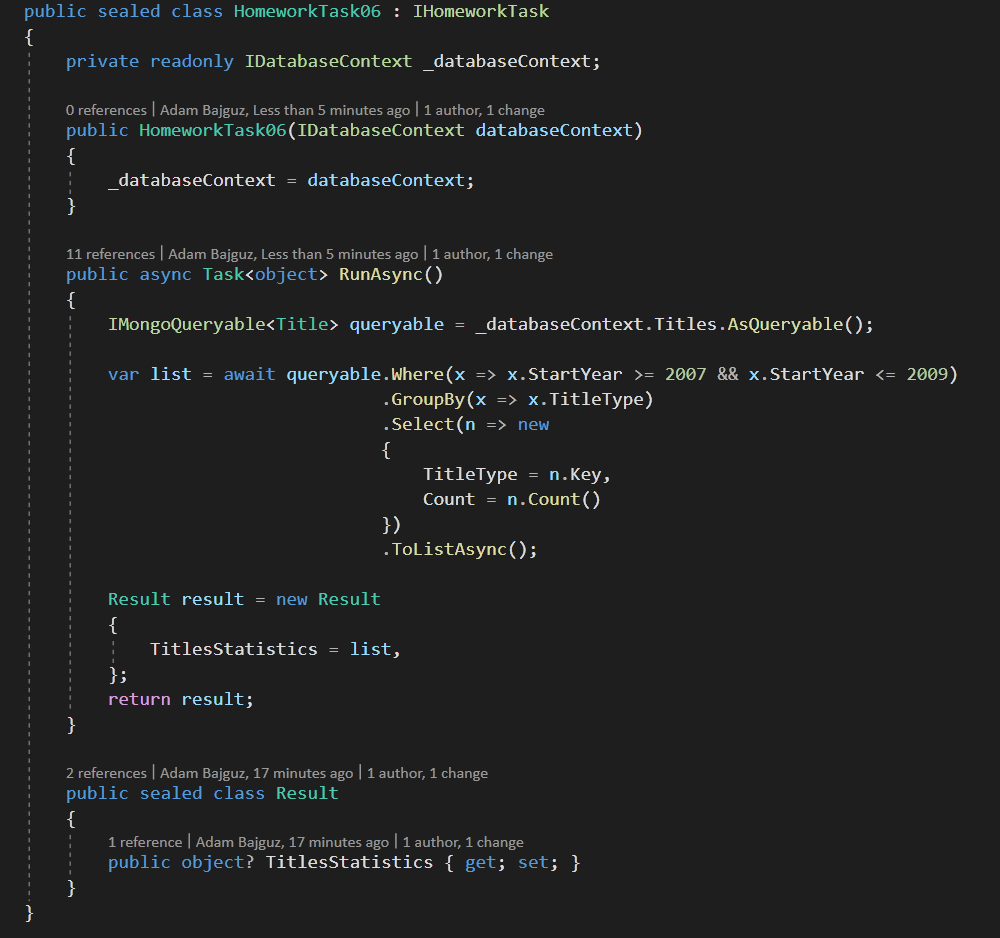 public sealed class HomeworkTask06 : IHomeworkTask
{
private readonly IDatabaseContext _databaseContext;
0 references | Adam Bajguz, Less than 5 minutes ago | 1 author, 1 change
public HomeworkTask06(IDatabaseContext databaseContext)
{
_databaseContext = databaseContext;
}
11 references | Adam Bajguz, Less than 5 minutes ago | 1 author, 1 change
public async Task<object> RunAsync()
{
IMongoQueryable<Title> queryable = _databaseContext.Titles.AsQueryable();
var list = await queryable.Where(x => x.StartYear >= 2007 && x.StartYear <= 2009)
.GroupBy(x => x.TitleType)
.Select(n => new
{
TitleType = n.Key,
Count = n.Count()
})
.ToListAsync();
Result result = new Result
{
TitlesStatistics = list,
};
return result;
}
2 references | Adam Bajguz, 17 minutes ago | 1 author, 1 change
public sealed class Result
{
1 reference | Adam Bajguz, 17 minutes ago | 1 author, 1 change
public object? TitlesStatistics { get; set; }
}
}